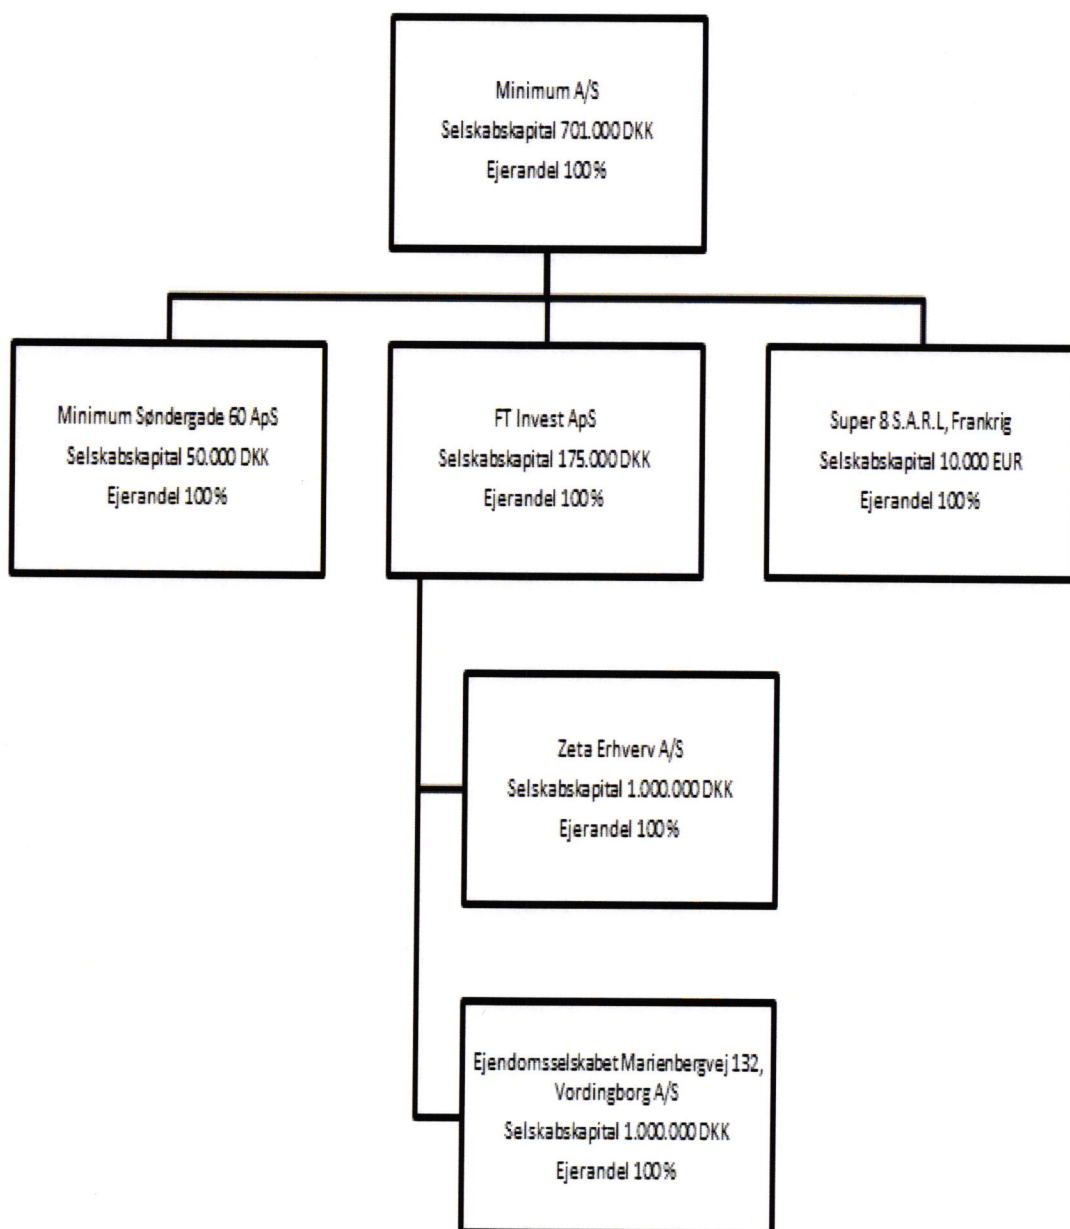 Minimum A/S
Selskabskapital 701.000 DKK
Ejerandel 100%
Minimum Søndergade 60 ApS
Selskabskapital 50.000 DKK
Ejerandel 100%
FT Invest ApS
Selskabskapital 175.000 DKK
Ejerandel 100%
Super 8 S.A.R.L, Frankrig
Selskabskapital 10.000 EUR
Ejerandel 100%
Zeta Erhverv A/S
Selskabskapital 1.000.000 DKK
Ejerandel 100%
Ejendomsselskabet Marienbergvej 132,
Vordingborg A/S
Selskabskapital 1.000.000 DKK
Ejerandel 100%